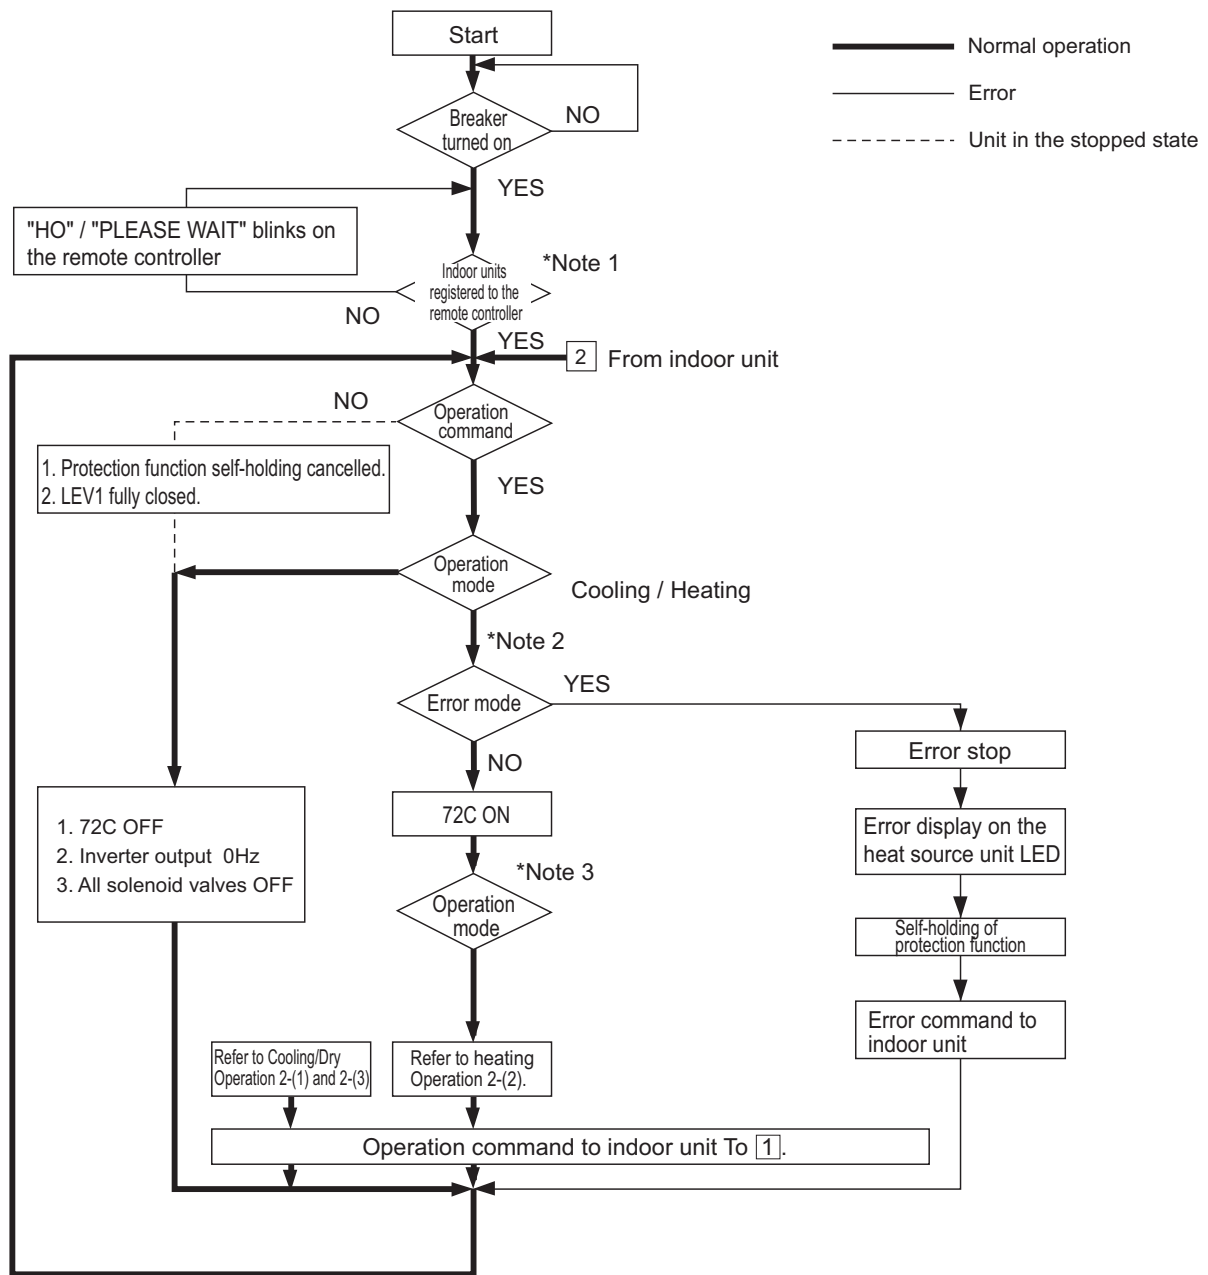 Start
Normal operation
Error
Unit in the stopped state
Breaker
turned on
NO
YES
"HO" / "PLEASE WAIT" blinks on
the remote controller
*Note 1
Indoor units
registered to the
remote controller
NO
YES
2 From indoor unit
NO
Operation
command
1. Protection function self-holding cancelled.
2. LEV1 fully closed.
YES
Operation
mode
Cooling / Heating
*Note 2
Error mode
YES
NO
Error stop
72C ON
1. 72C OFF
2. Inverter output 0Hz
3. All solenoid valves OFF
Error display on the
heat source unit LED
*Note 3
Operation
mode
Self-holding of
protection function
Error command to
indoor unit
Refer to Cooling/Dry
Operation 2-(1) and 2-(3)
Refer to heating
Operation 2-(2).
Operation command to indoor unit To 1.